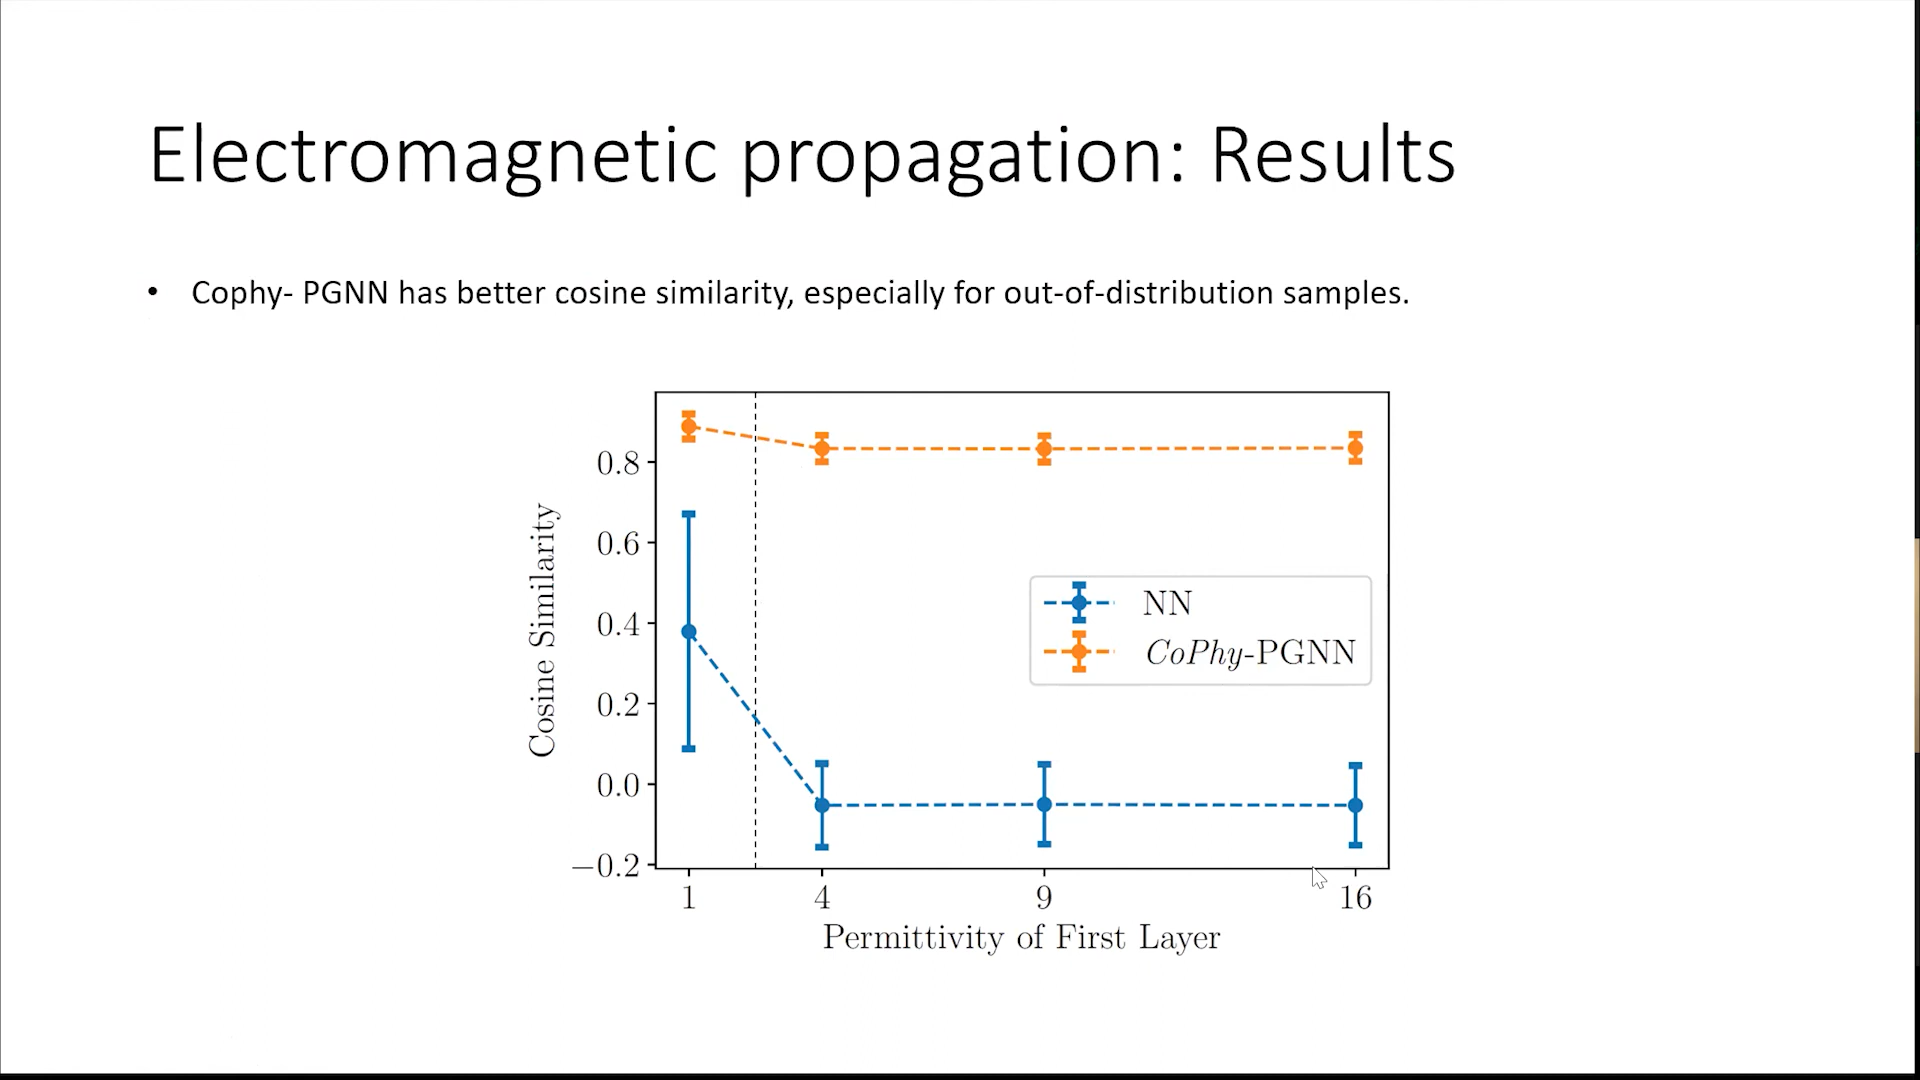 Electromagnetic propagation: Results
• Cophy- PGNN has better cosine similarity, especially for out-of-distribution samples.
0.8
0.6
0.4
0.2
0.0
−0.2
Cosine Similarity
NN
CoPhy-PGNN
1 4 9 16
Permittivity of First Layer